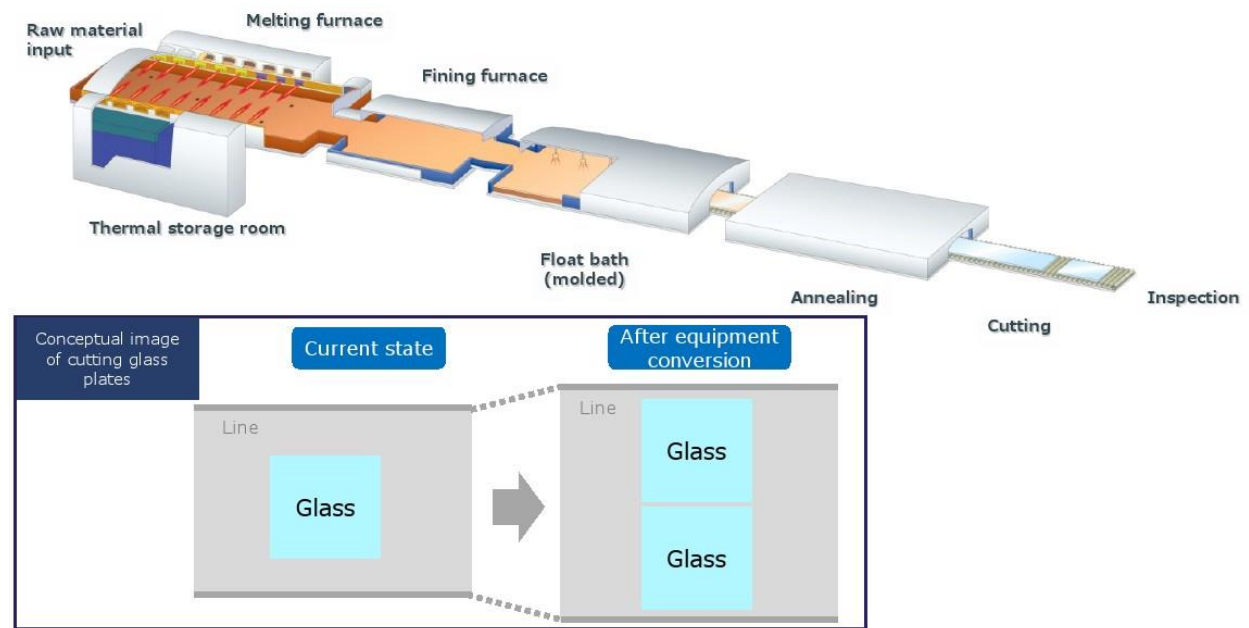 Raw material
input
Melting furnace
Fining furnace
Thermal storage room
Float bath
(molded)
Annealing
Cutting
Inspection
Conceptual image
of cutting glass
plates
Current state
After equipment
conversion
Line
Glass
Line
Glass
Glass